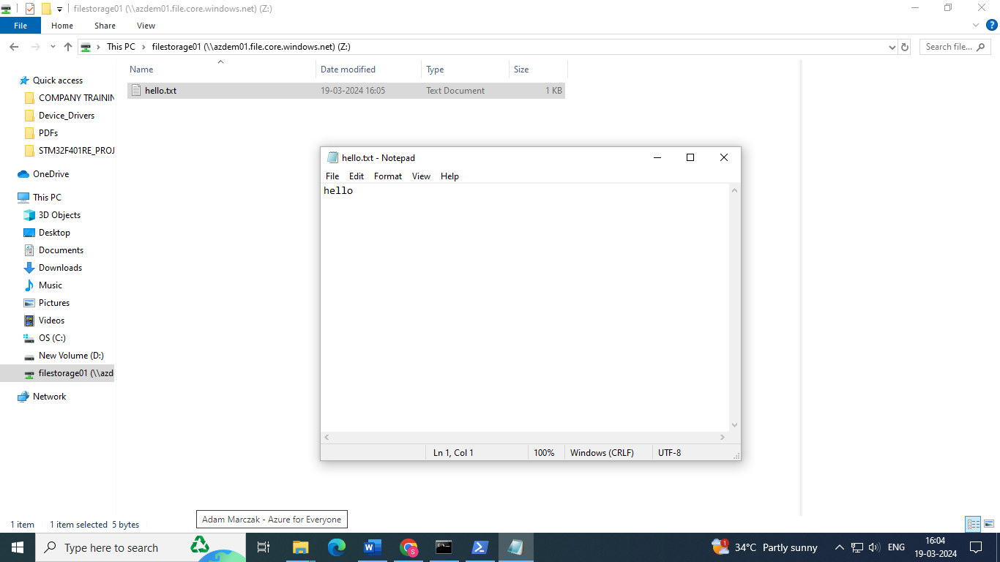 filestorage01 (\\azdem01.file.core.windows.net) (Z:)
File Home Share View
This PC filestorage01 (\\azdem01.file.core.windows.net) (Z:)
Search file...
Name Date modified Type Size
hello.txt 19-03-2024 16:05 Text Document 1 KB
Quick access
COMPANY TRAININ
Device_Drivers
PDFs
STM32F401RE_PROJ
OneDrive
This PC
3D Objects
Desktop
Documents
Downloads
Music
Pictures
Videos
OS (C:)
New Volume (D:)
filestorage01 (\\azd
Network
hello.txt - Notepad
File Edit Format View Help
hello
Ln 1, Col 1 100% Windows (CRLF) UTF-8
1 item 1 item selected 5 bytes
Adam Marczak - Azure for Everyone
Type here to search
S
1
34°C Partly sunny
ENG
16:04
19-03-2024